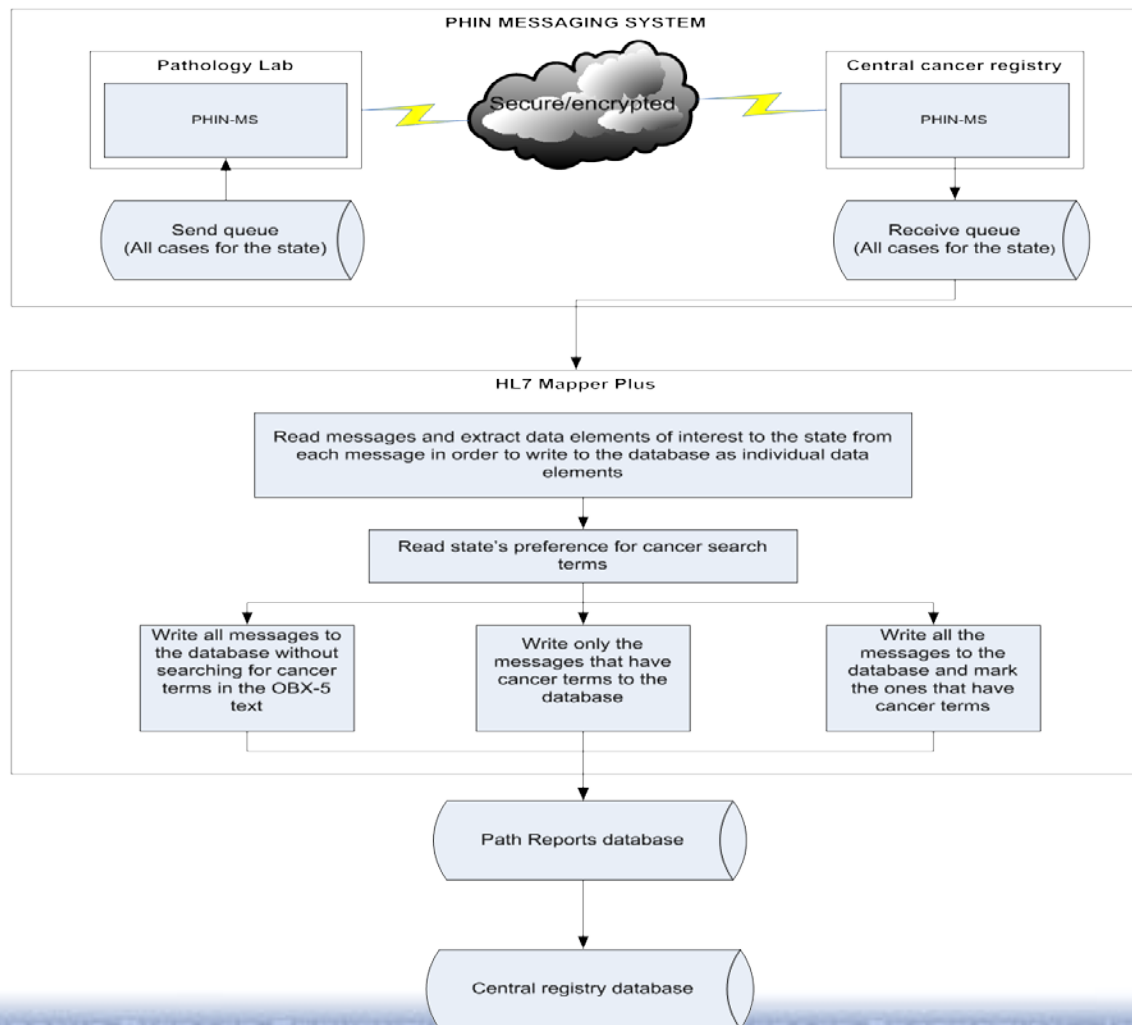 PHIN MESSAGING SYSTEM
Pathology Lab
PHIN-MS
Secure/encrypted
Central cancer registry
PHIN-MS
Send queue
(All cases for the state)
Receive queue
(All cases for the state)
HL7 Mapper Plus
Read messages and extract data elements of interest to the state from
each message in order to write to the database as individual data
elements
Read state's preference for cancer search
terms
Write all messages to
the database without
searching for cancer
terms in the OBX-5
text
Write only the
messages that have
cancer terms to the
database
Write all the
messages to the
database and mark
the ones that have
cancer terms
Path Reports database
Central registry database